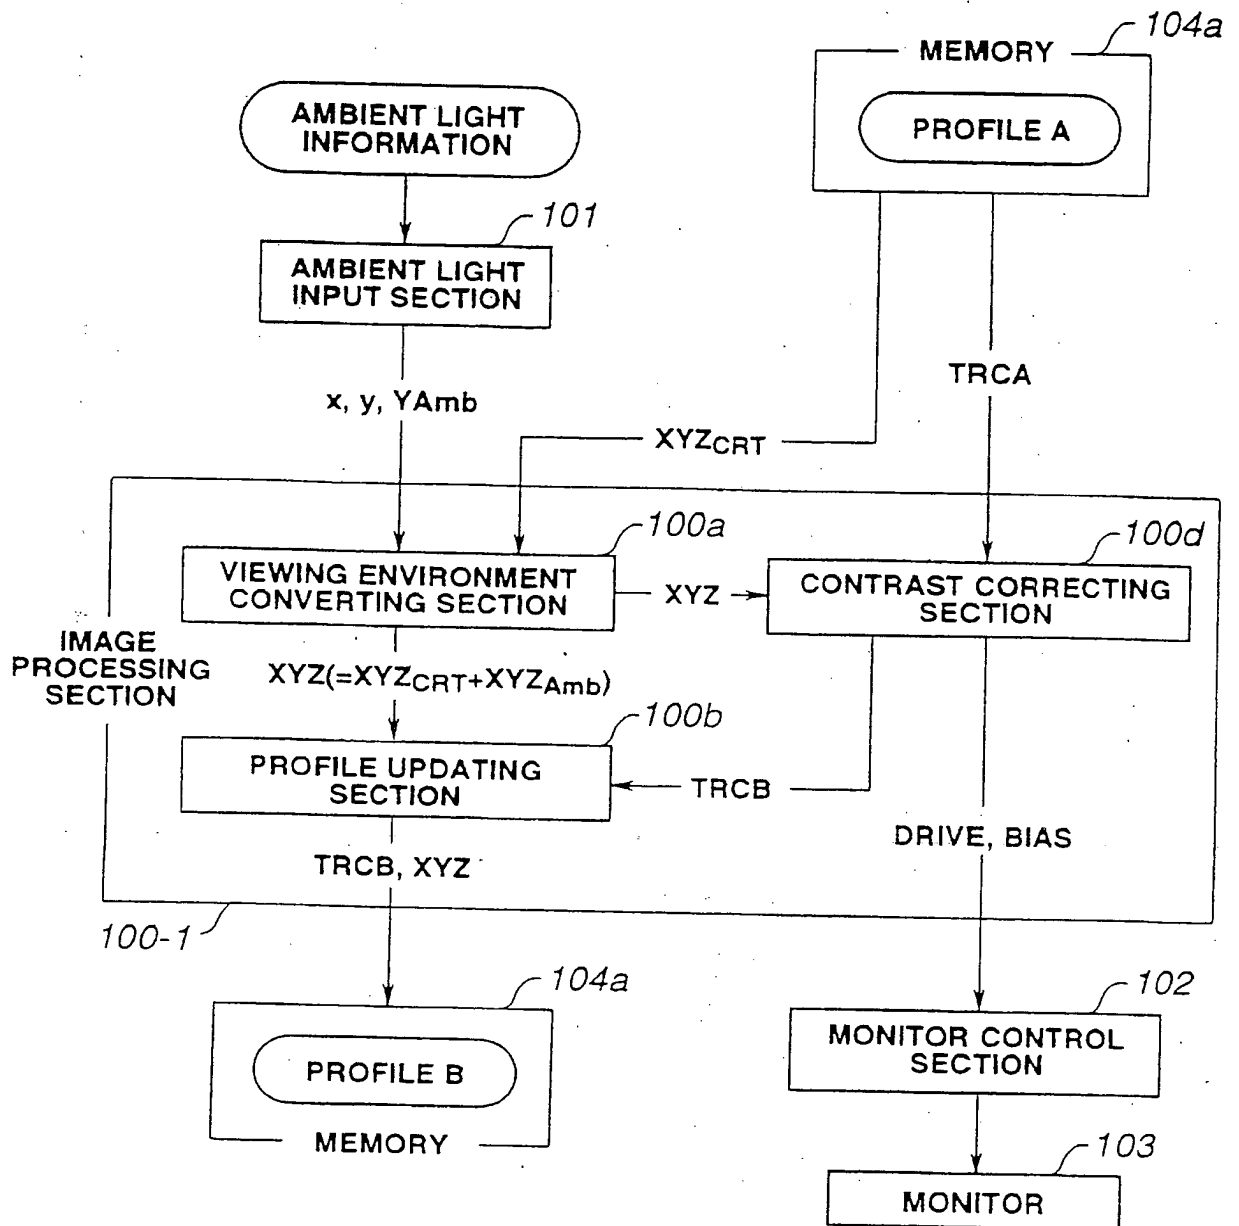 104a
MEMORY
PROFILE A
AMBIENT LIGHT
INFORMATION
101
AMBIENT LIGHT
INPUT SECTION
TRCA
x, y, YAmb
XYZCRT
100a
100d
VIEWING ENVIRONMENT
CONVERTING SECTION
XYZ
CONTRAST CORRECTING
SECTION
IMAGE
PROCESSING
SECTION
XYZ(=XYZCRT+XYZAmb)
100b
PROFILE UPDATING
SECTION
TRCB
DRIVE, BIAS
TRCB, XYZ
100-1
104a
102
MONITOR CONTROL
SECTION
PROFILE B
MEMORY
103
MONITOR